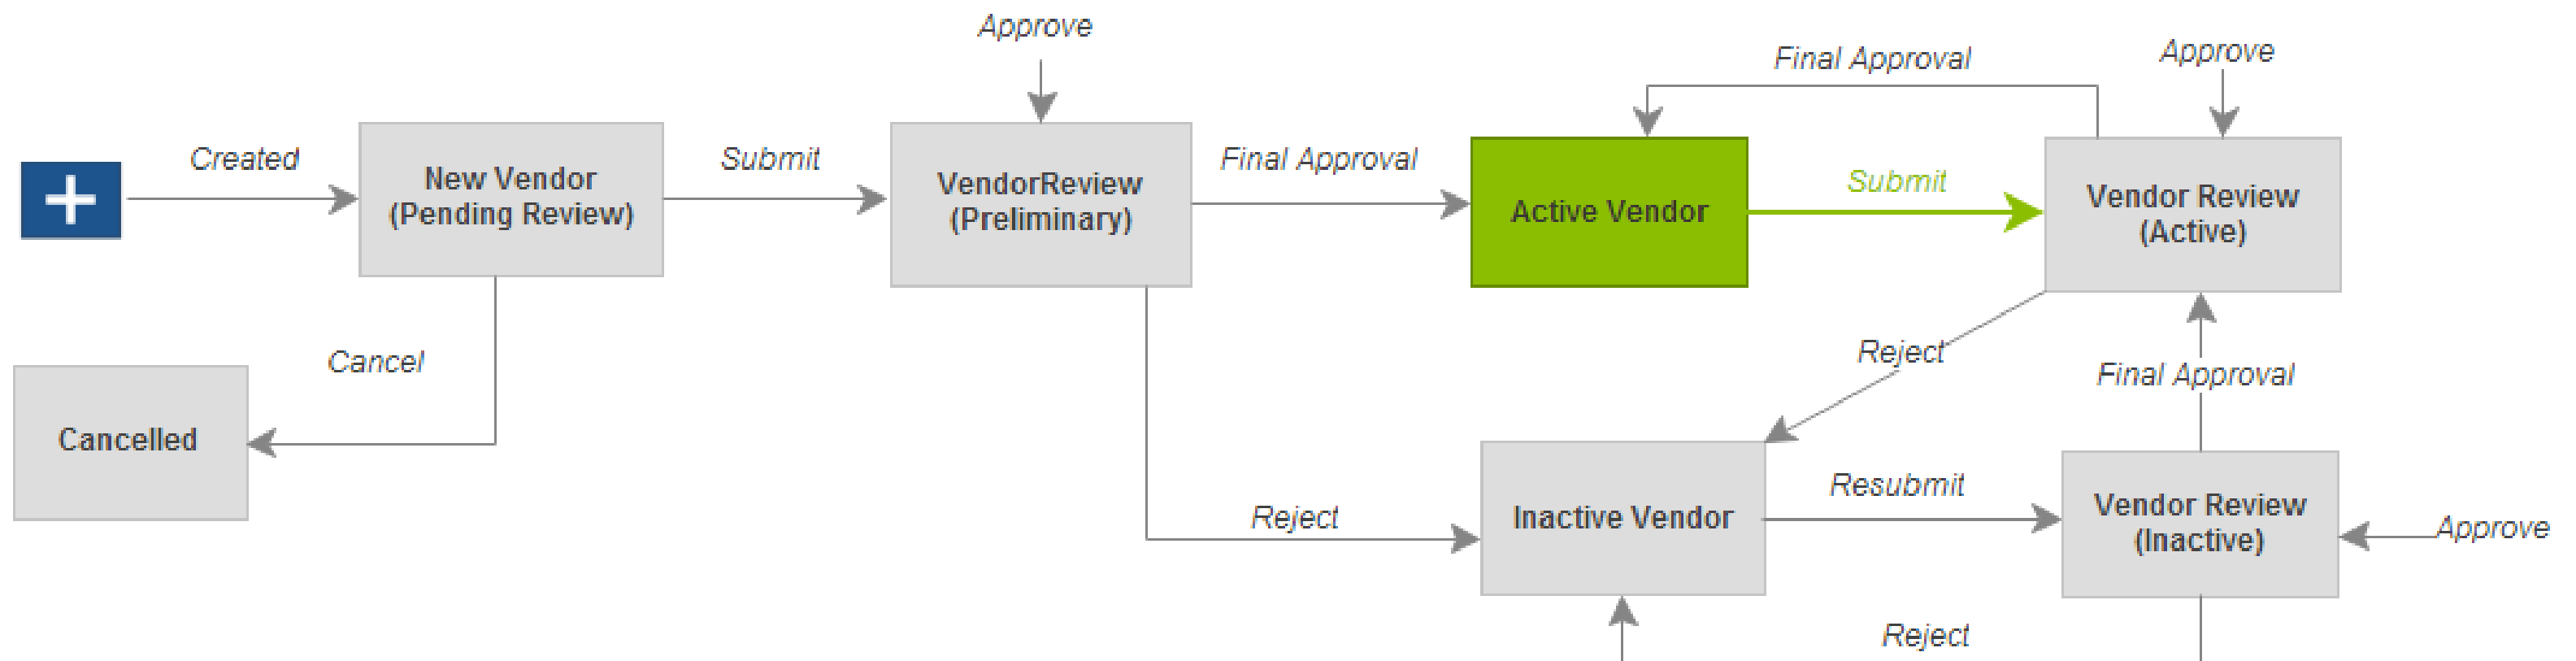 Approve
Final Approval
Approve
Created
New Vendor
(Pending Review)
Submit
VendorReview
(Preliminary)
Final Approval
Active Vendor
Submit
Vendor Review
(Active)
Cancel
Reject
Final Approval
Cancelled
Reject
Inactive Vendor
Resubmit
Vendor Review
(Inactive)
Approve
Reject